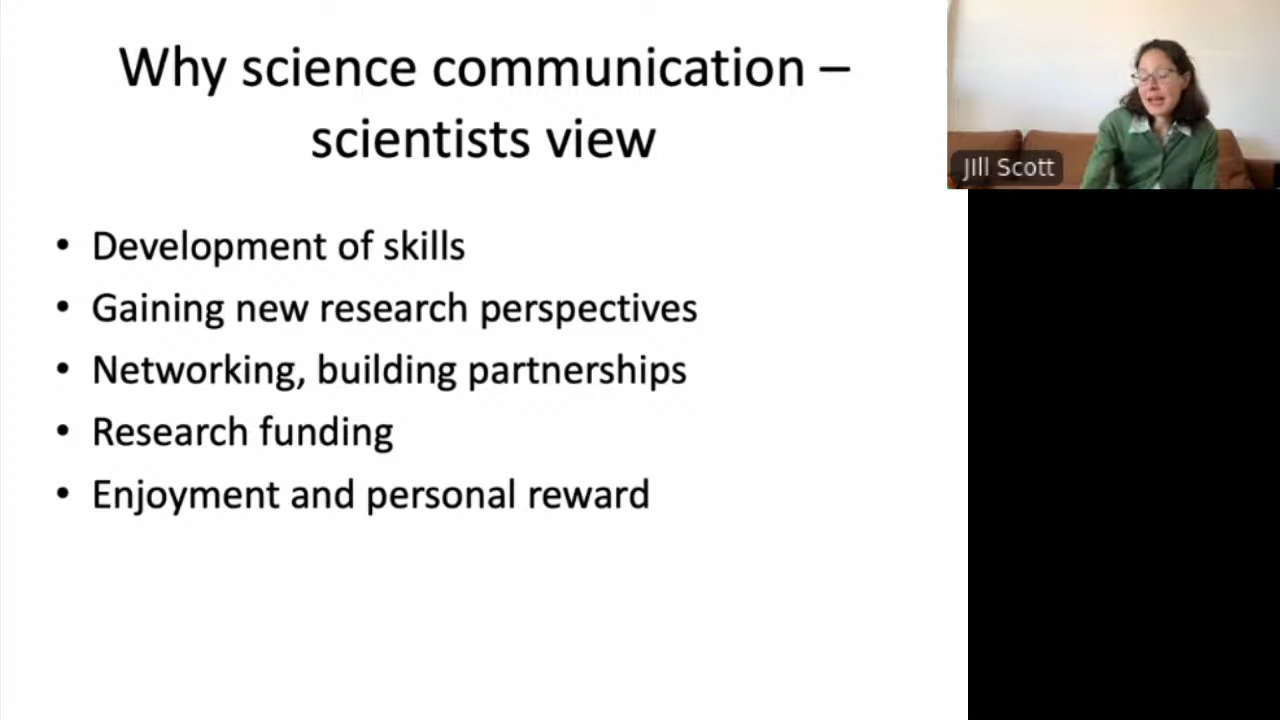 Why science communication –
scientists view
• Development of skills
• Gaining new research perspectives
• Networking, building partnerships
• Research funding
• Enjoyment and personal reward
JIll Scott